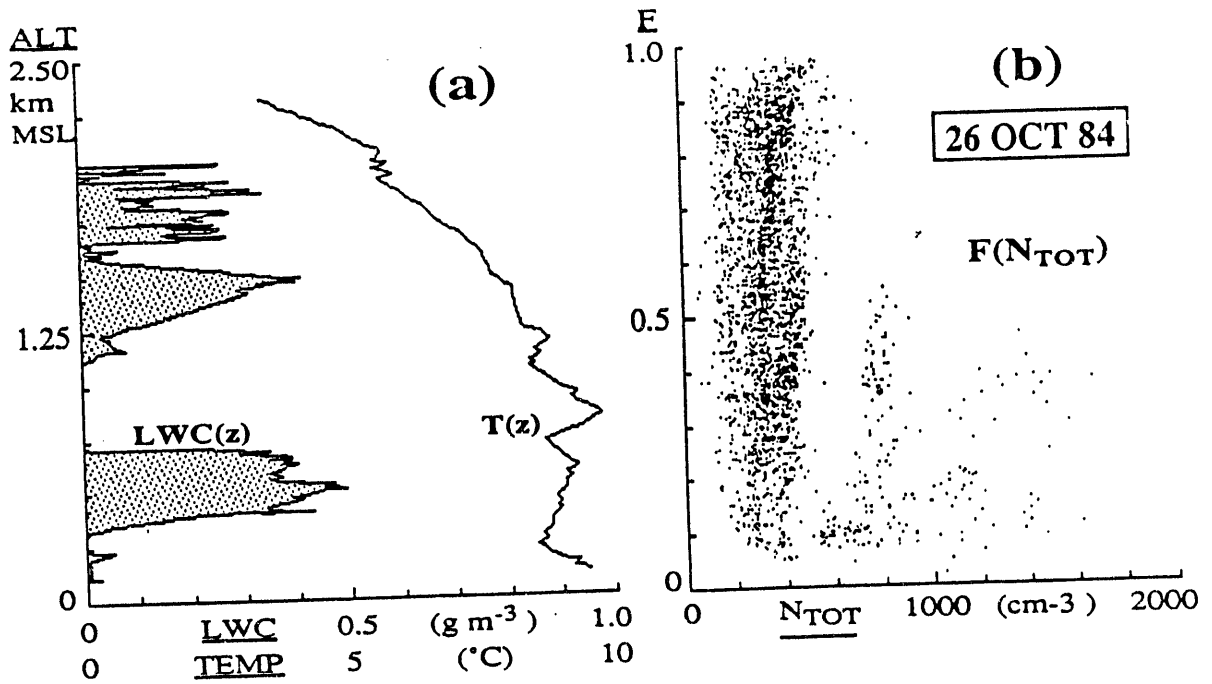 ALT
2.50
km
MSL
(a)
1.25
LWC(z)
T(z)
0
0 LWC 0.5 (g m-3) 1.0
0 TEMP 5 (°C) 10
E
1.0
(b)
26 OCT 84
F(NTOT)
0.5
0
0 NTOT 1000 (cm-3) 2000